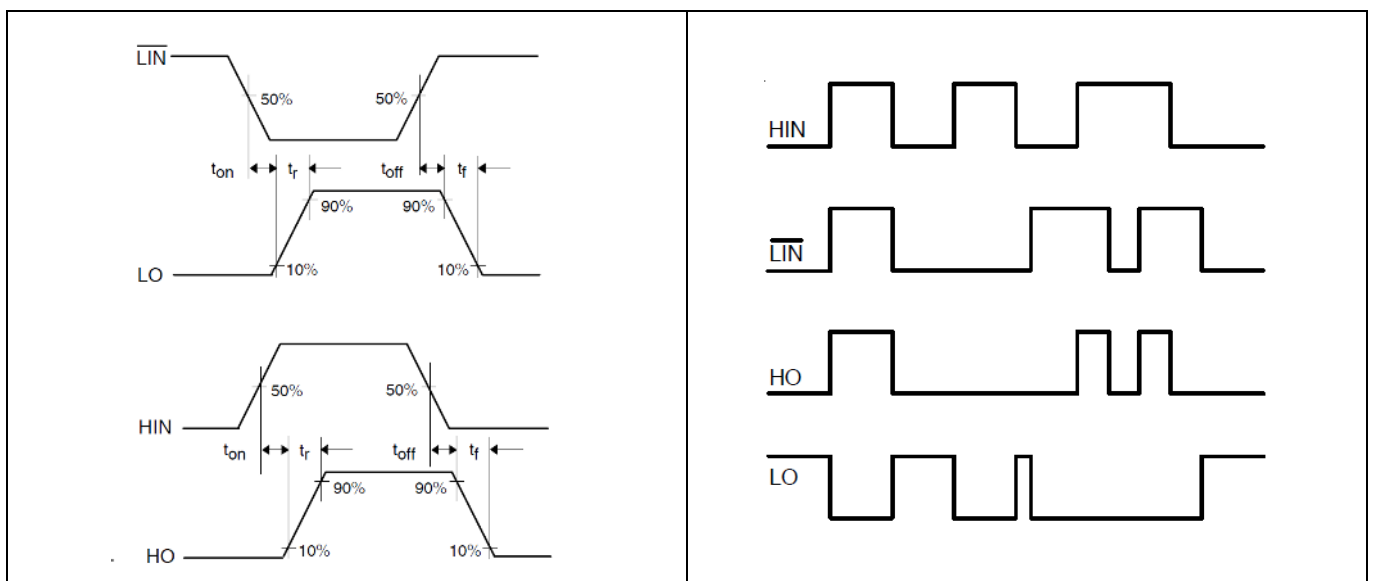 LIN
50% 50%
ton tr toff tf
90% 90%
LO 10% 10%
50% 50%
HIN
ton tr toff tf
90% 90%
HO 10% 10%
HIN
LIN
HO
LO